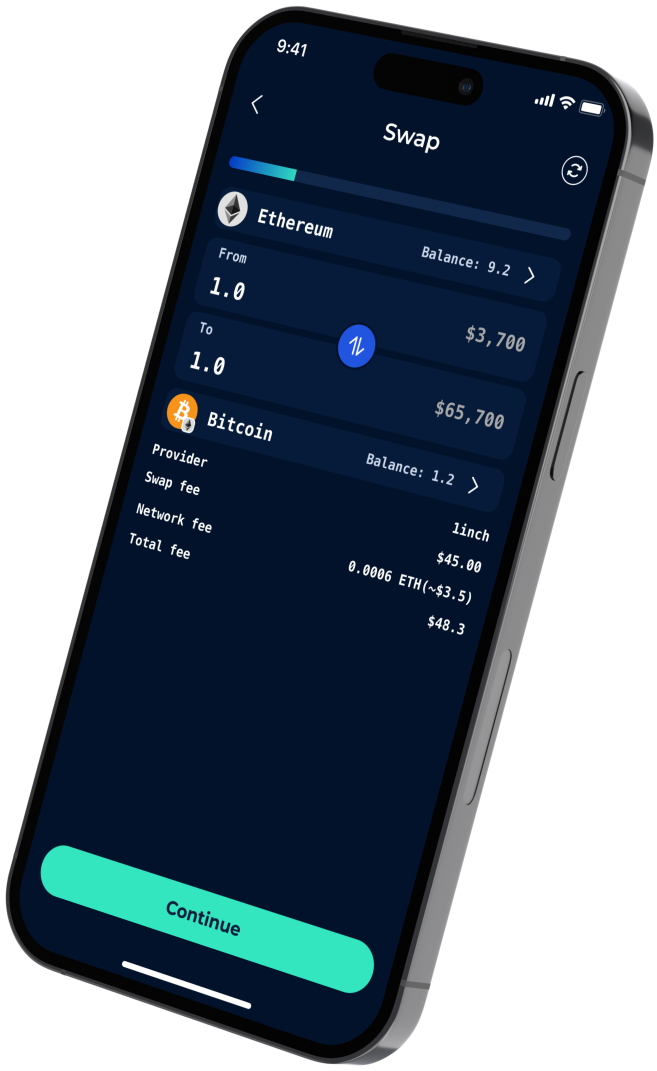 9:41
Swap
Ethereum
Balance: 9.2
From
1.0
$3,700
To
1.0
$65,700
Bitcoin
Balance: 1.2
Provider
1inch
Swap fee
$45.00
Network fee
0.0006 ETH(~$3.5)
Total fee
$48.3
Continue